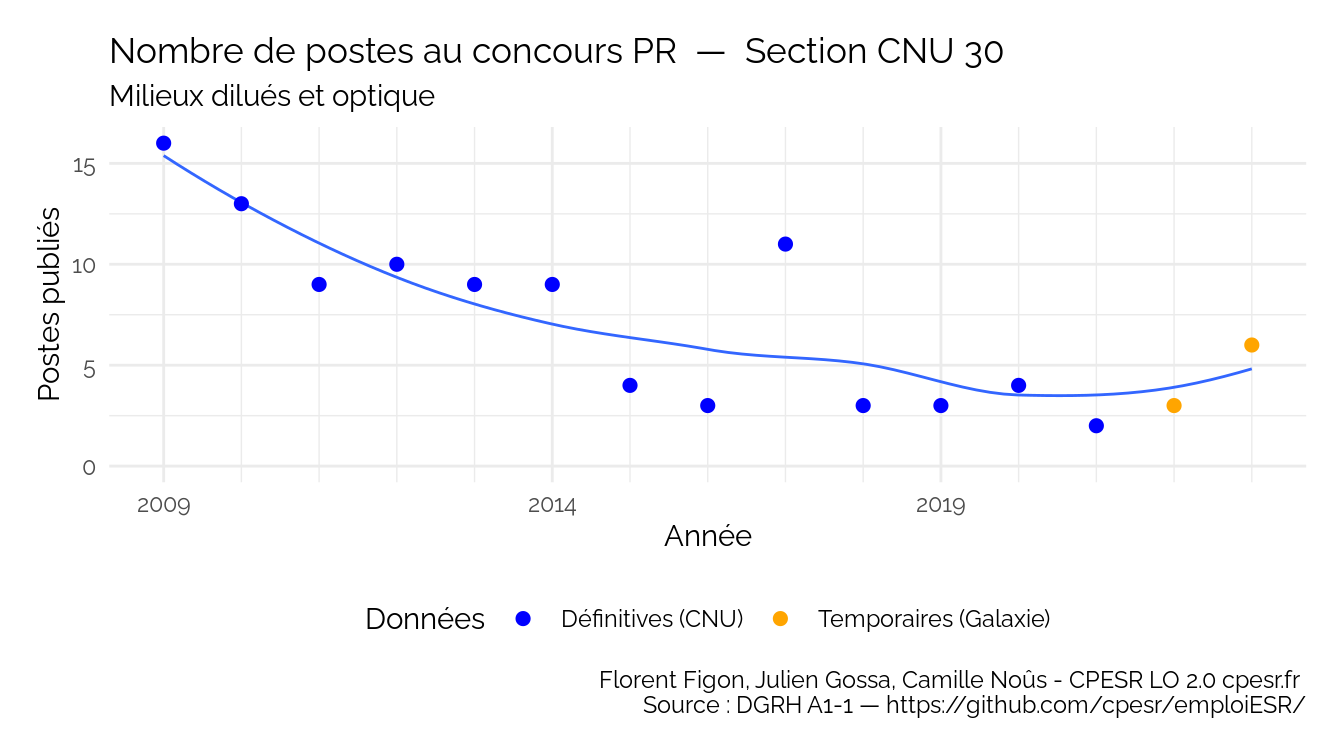 Nombre de postes au concours PR — Section CNU 30
Milieux dilués et optique
Postes publiés
15
10
5
0
2009 2014 2019
Année
Données Définitives (CNU) Temporaires (Galaxie)
Florent Figon, Julien Gossa, Camille Noûs - CPESR LO 2.0 cpesr.fr
Source : DGRH A1-1 — https://github.com/cpesr/emploiESR/